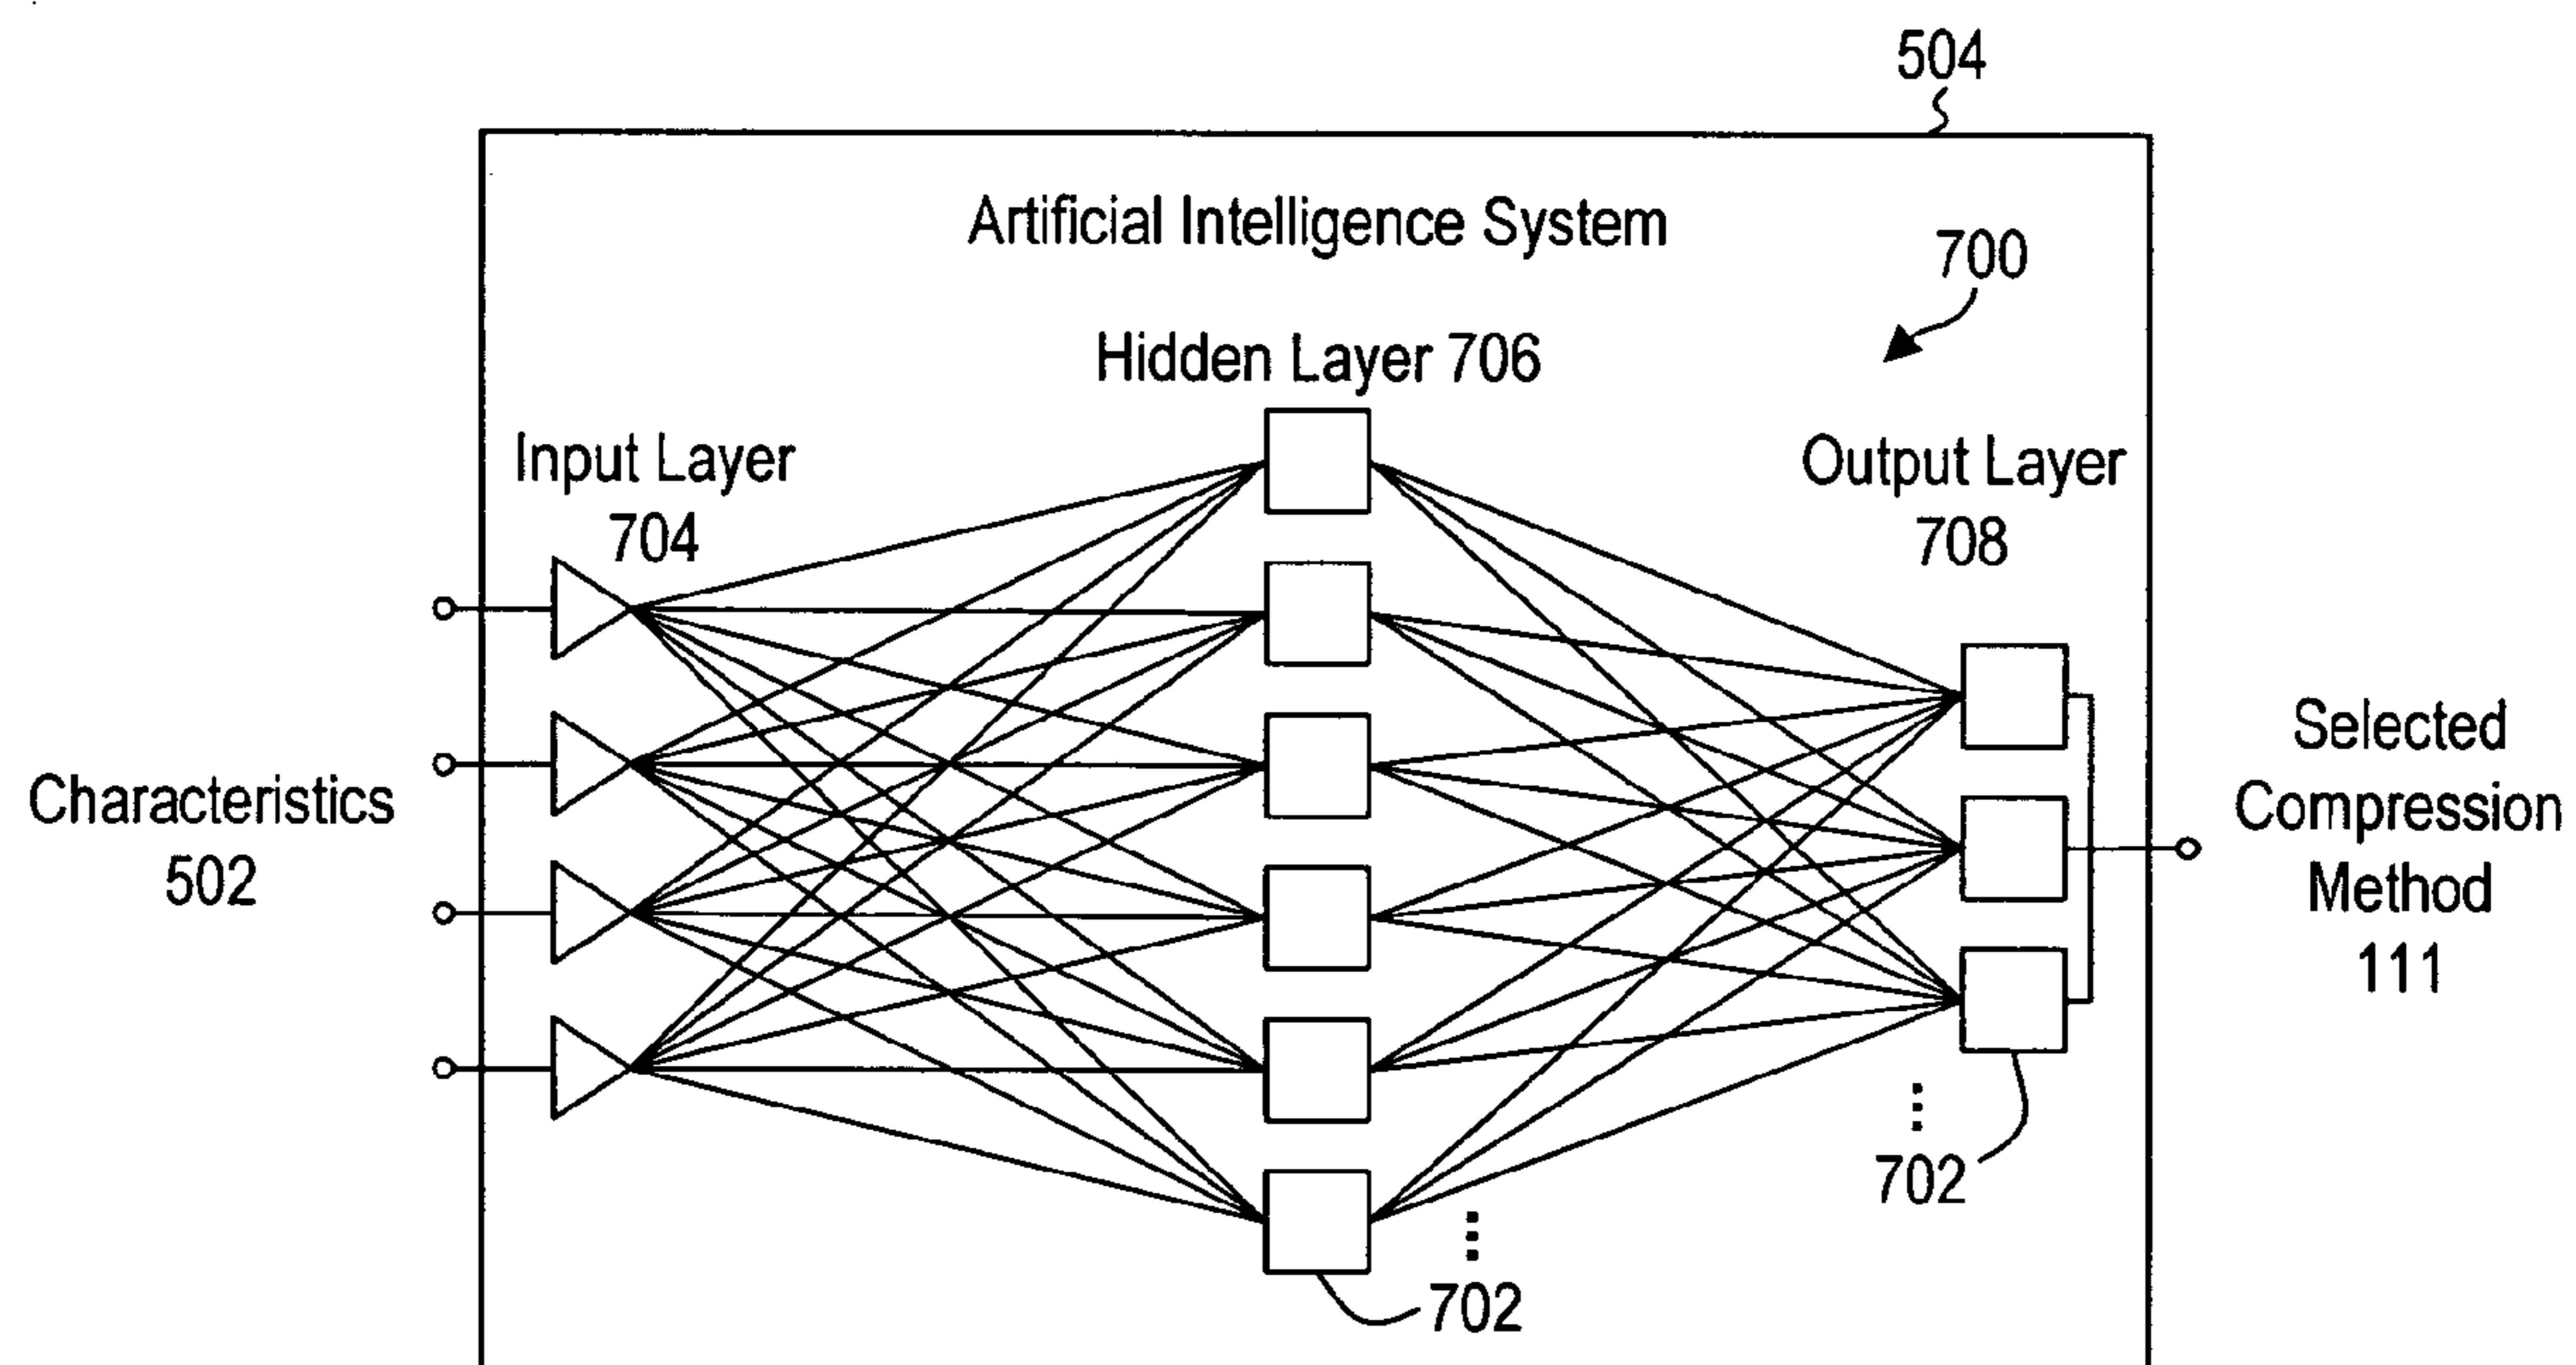 504
Artificial Intelligence System
700
Hidden Layer 706
Input Layer
704
Output Layer
708
Characteristics
502
Selected
Compression
Method
111
702
702